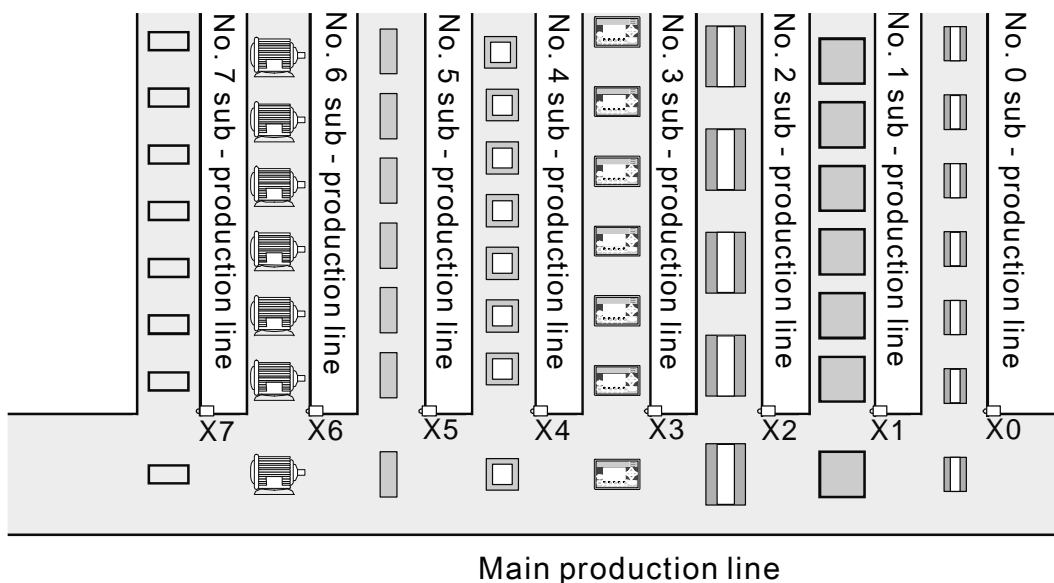 No. 7 sub - production line
No. 6 sub - production line
No. 5 sub - production line
No. 4 sub - production line
No. 3 sub - production line
No. 2 sub - production line
No. 1 sub - production line
No. 0 sub - production line
X7 X6 X5 X4 X3 X2 X1 X0
Main production line